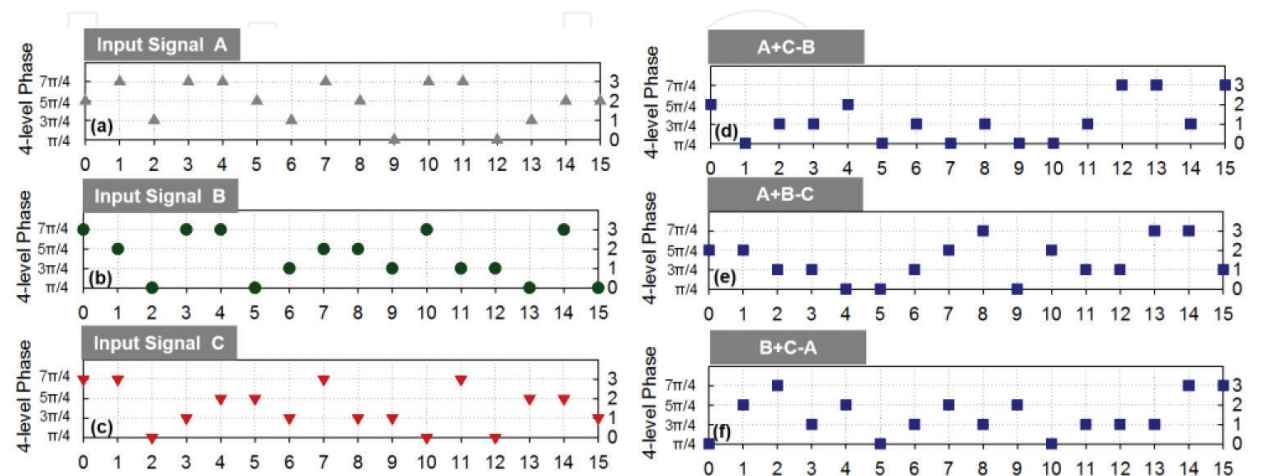 Input Signal A
4-level Phase
7π/4
5π/4
3π/4
π/4
3
2
1
0
(a)
0 1 2 3 4 5 6 7 8 9 10 11 12 13 14 15
Input Signal B
4-level Phase
7π/4
5π/4
3π/4
π/4
3
2
1
0
(b)
0 1 2 3 4 5 6 7 8 9 10 11 12 13 14 15
Input Signal C
4-level Phase
7π/4
5π/4
3π/4
π/4
3
2
1
0
(c)
0 1 2 3 4 5 6 7 8 9 10 11 12 13 14 15
A+C-B
4-level Phase
7π/4
5π/4
3π/4
π/4
3
2
1
0
(d)
0 1 2 3 4 5 6 7 8 9 10 11 12 13 14 15
A+B-C
4-level Phase
7π/4
5π/4
3π/4
π/4
3
2
1
0
(e)
0 1 2 3 4 5 6 7 8 9 10 11 12 13 14 15
B+C-A
4-level Phase
7π/4
5π/4
3π/4
π/4
3
2
1
0
(f)
0 1 2 3 4 5 6 7 8 9 10 11 12 13 14 15